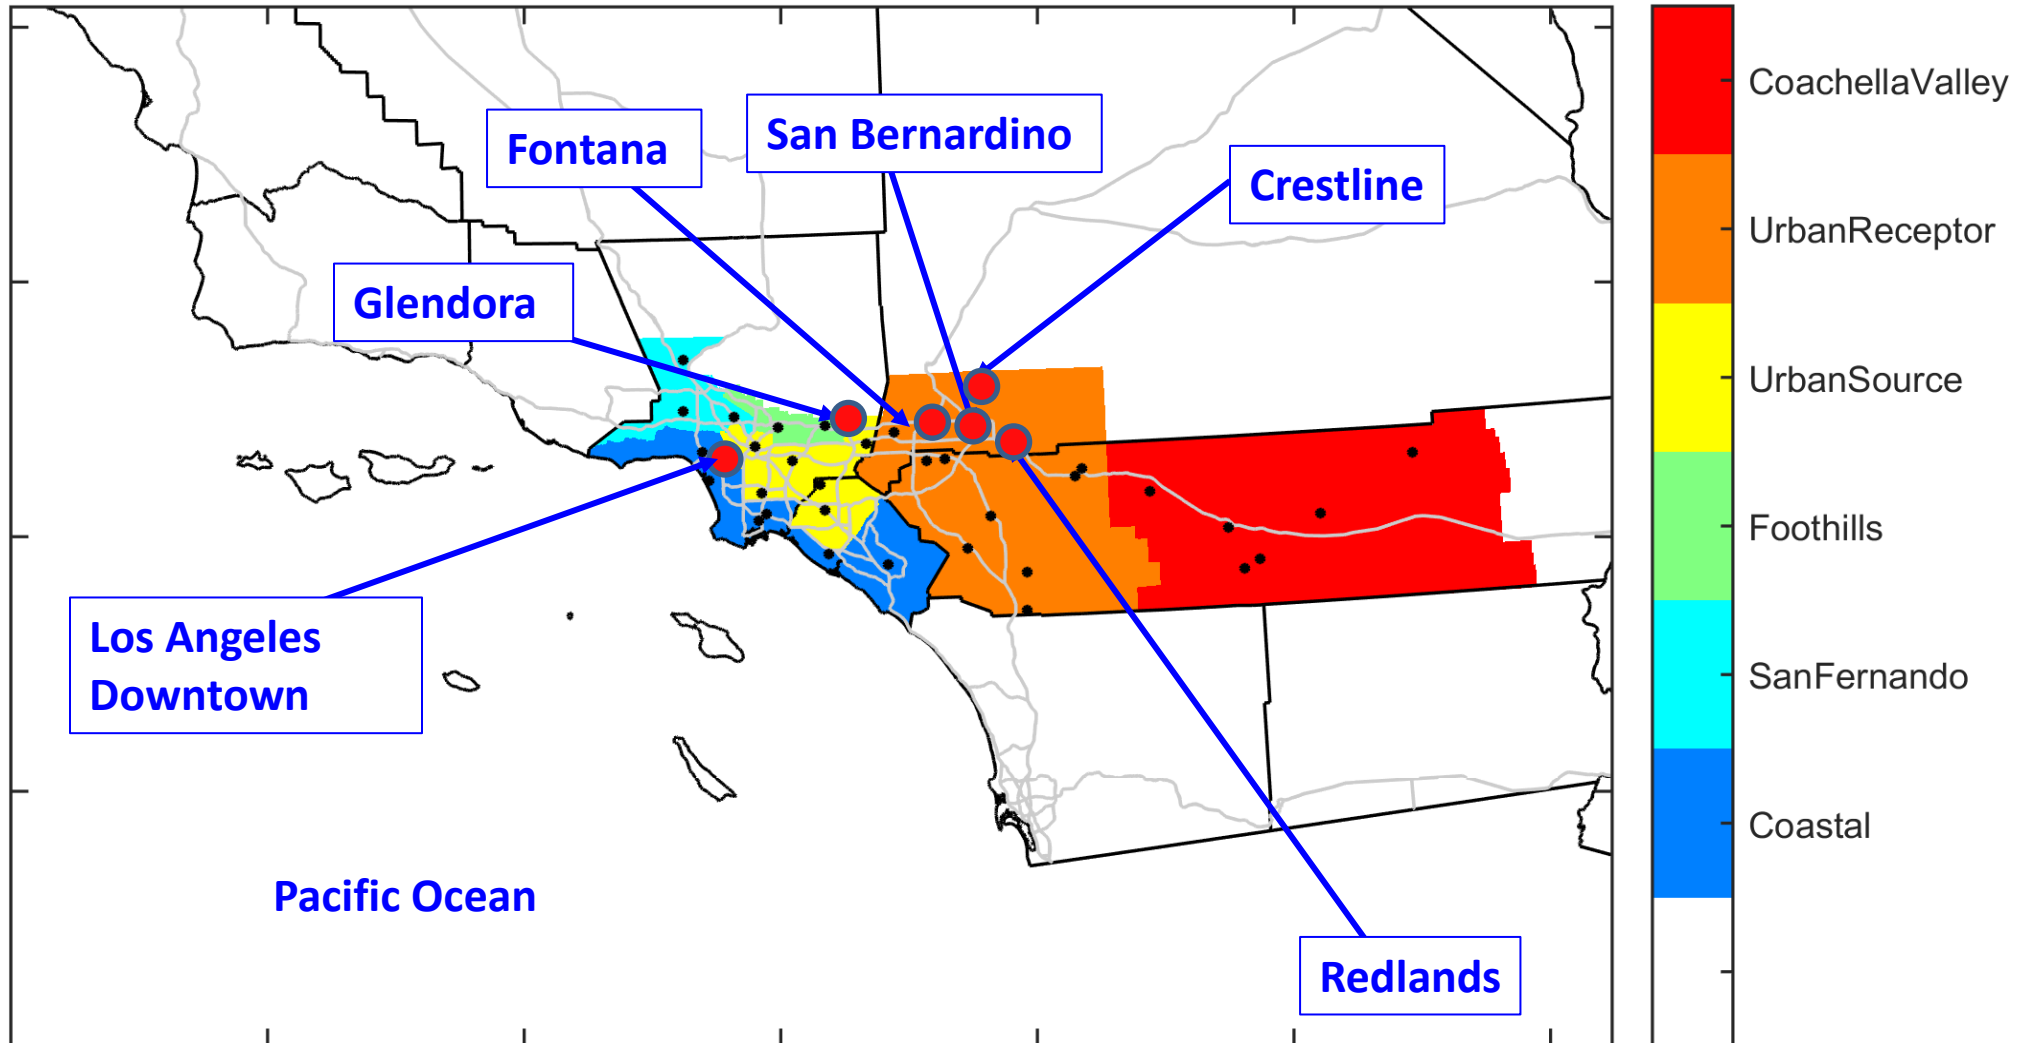 San Bernardino
Fontana
Crestline
Glendora
Los Angeles
Downtown
Pacific Ocean
Redlands
CoachellaValley
UrbanReceptor
UrbanSource
Foothills
SanFernando
Coastal